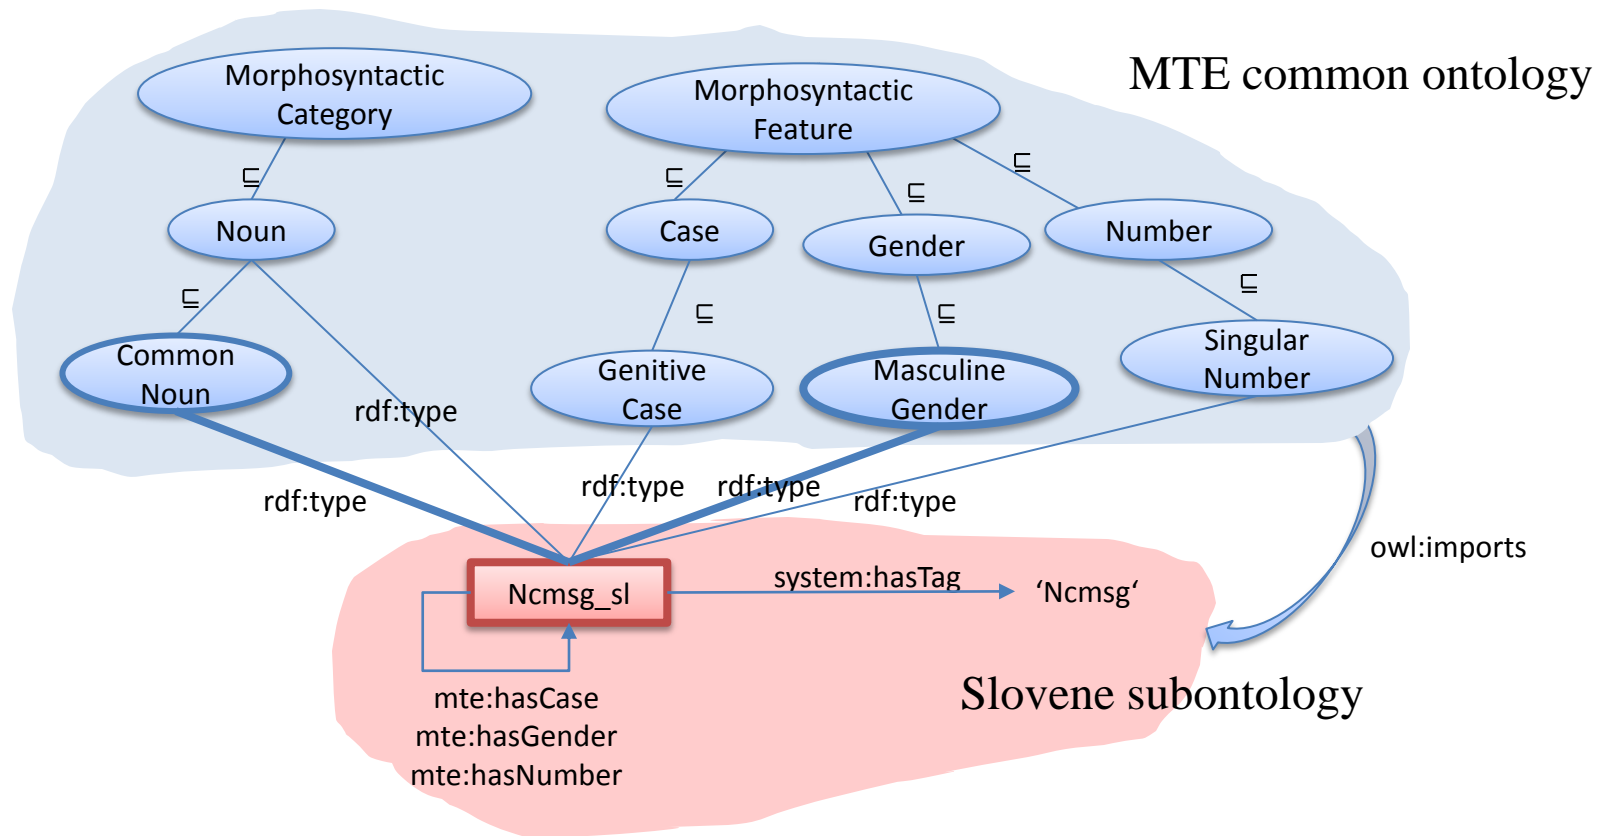 MTE common ontology
Morphosyntactic
Category
Morphosyntactic
Feature
⊑
⊑
⊑
⊑
Noun
Case
Gender
Number
⊑
⊑
⊑
⊑
Common
Noun
Genitive
Case
Masculine
Gender
Singular
Number
rdf:type
rdf:type
rdf:type
rdf:type
rdf:type
owl:imports
Ncmsg_sl
system:hasTag
‘Ncmsg‘
mte:hasCase
mte:hasGender
mte:hasNumber
Slovene subontology